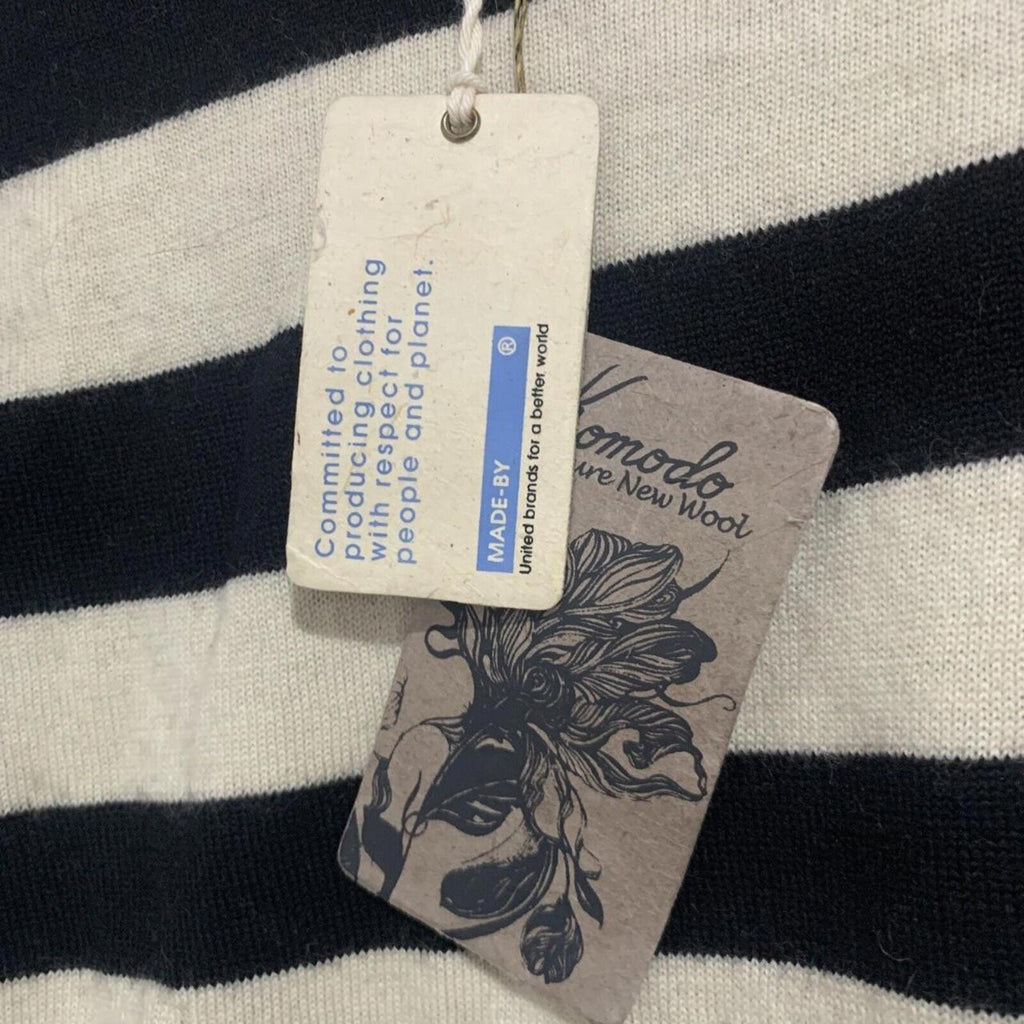 Committed to
producing clothing
with respect for
people and planet.
MADE-BY ®
United brands for a better world
Komodo
ure New Wool